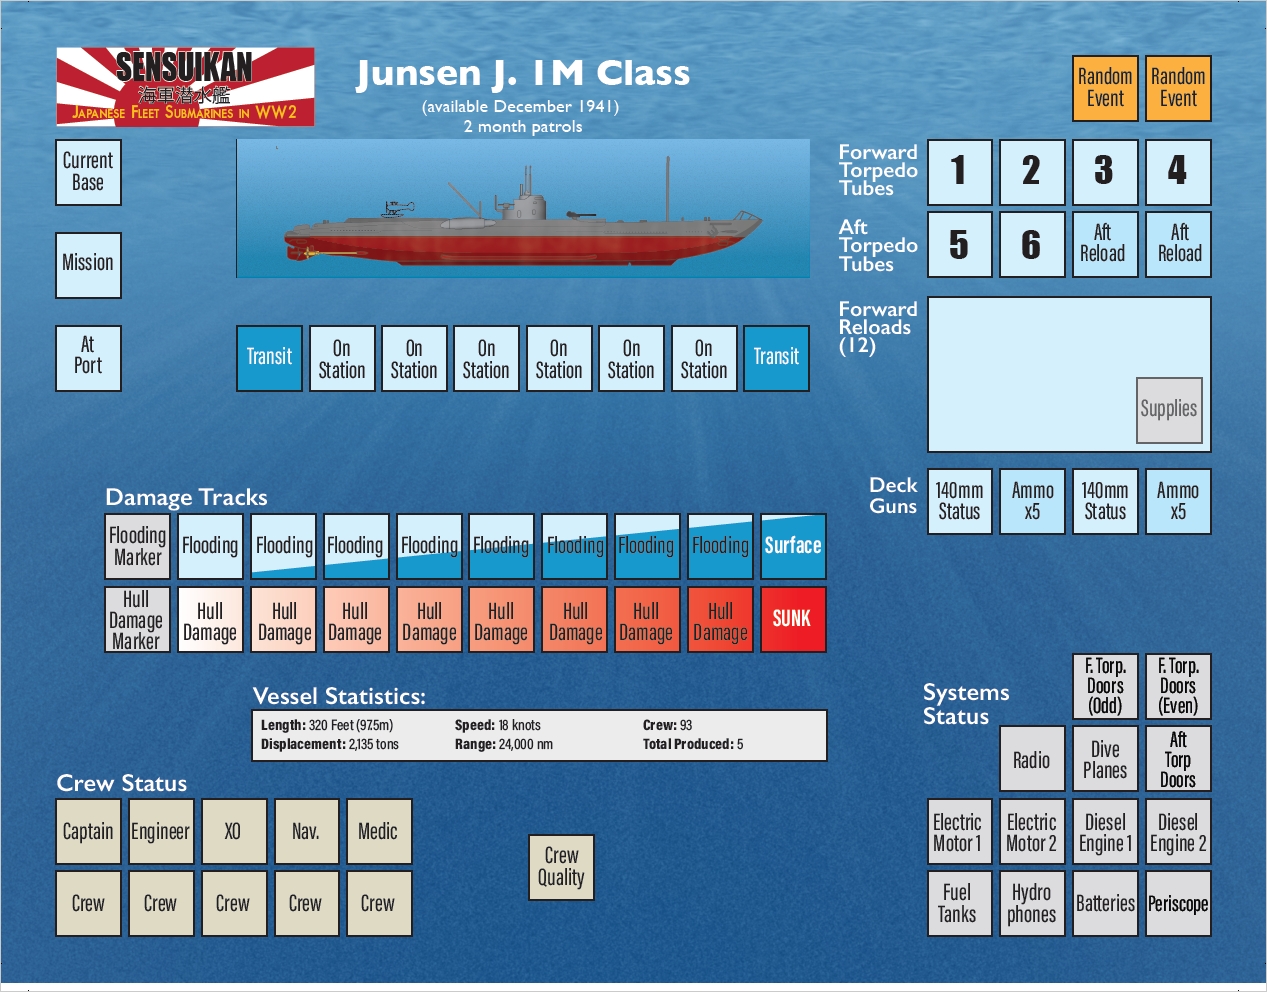 SENSUIKAN
海軍潜水艦
JAPANESE FLEET SUBMARINES IN WW2
Junsen J. 1M Class
(available December 1941)
2 month patrols
Random
Event
Random
Event
Current
Base
Mission
At
Port
Forward
Torpedo
Tubes
1
2
3
4
Aft
Torpedo
Tubes
5
6
Aft
Reload
Aft
Reload
Forward
Reloads
(12)
Supplies
Transit
On
Station
On
Station
On
Station
On
Station
On
Station
On
Station
Transit
Deck
Guns
140mm
Status
Ammo
x5
140mm
Status
Ammo
x5
Damage Tracks
Flooding
Marker
Flooding
Flooding
Flooding
Flooding
Flooding
Flooding
Flooding
Flooding
Surface
Hull
Damage
Marker
Hull
Damage
Hull
Damage
Hull
Damage
Hull
Damage
Hull
Damage
Hull
Damage
Hull
Damage
Hull
Damage
SUNK
Vessel Statistics:
Length: 320 Feet (97.5m)
Speed: 18 knots
Crew: 93
Displacement: 2,135 tons
Range: 24,000 nm
Total Produced: 5
Crew Status
Captain
Engineer
XO
Nav.
Medic
Crew
Crew
Crew
Crew
Crew
Crew
Quality
Systems
Status
F. Torp.
Doors
(Odd)
F. Torp.
Doors
(Even)
Radio
Dive
Planes
Aft
Torp
Doors
Electric
Motor 1
Electric
Motor 2
Diesel
Engine 1
Diesel
Engine 2
Fuel
Tanks
Hydro
phones
Batteries
Periscope